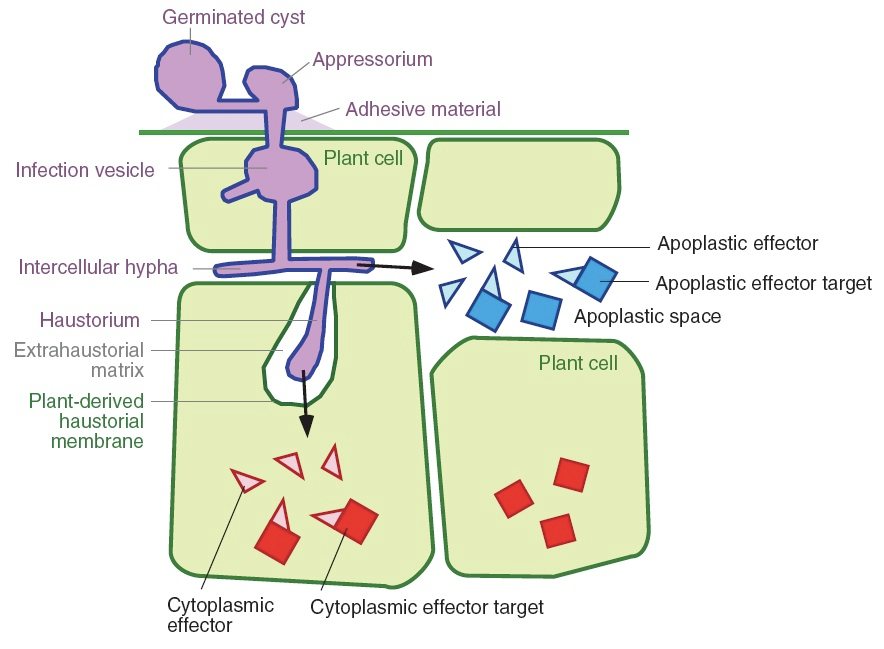 Germinated cyst
Appressorium
Adhesive material
Plant cell
Infection vesicle
Apoplastic effector
Intercellular hypha
Apoplastic effector target
Apoplastic space
Haustorium
Extrahaustorial
matrix
Plant cell
Plant-derived
haustorial
membrane
Cytoplasmic
effector
Cytoplasmic effector target